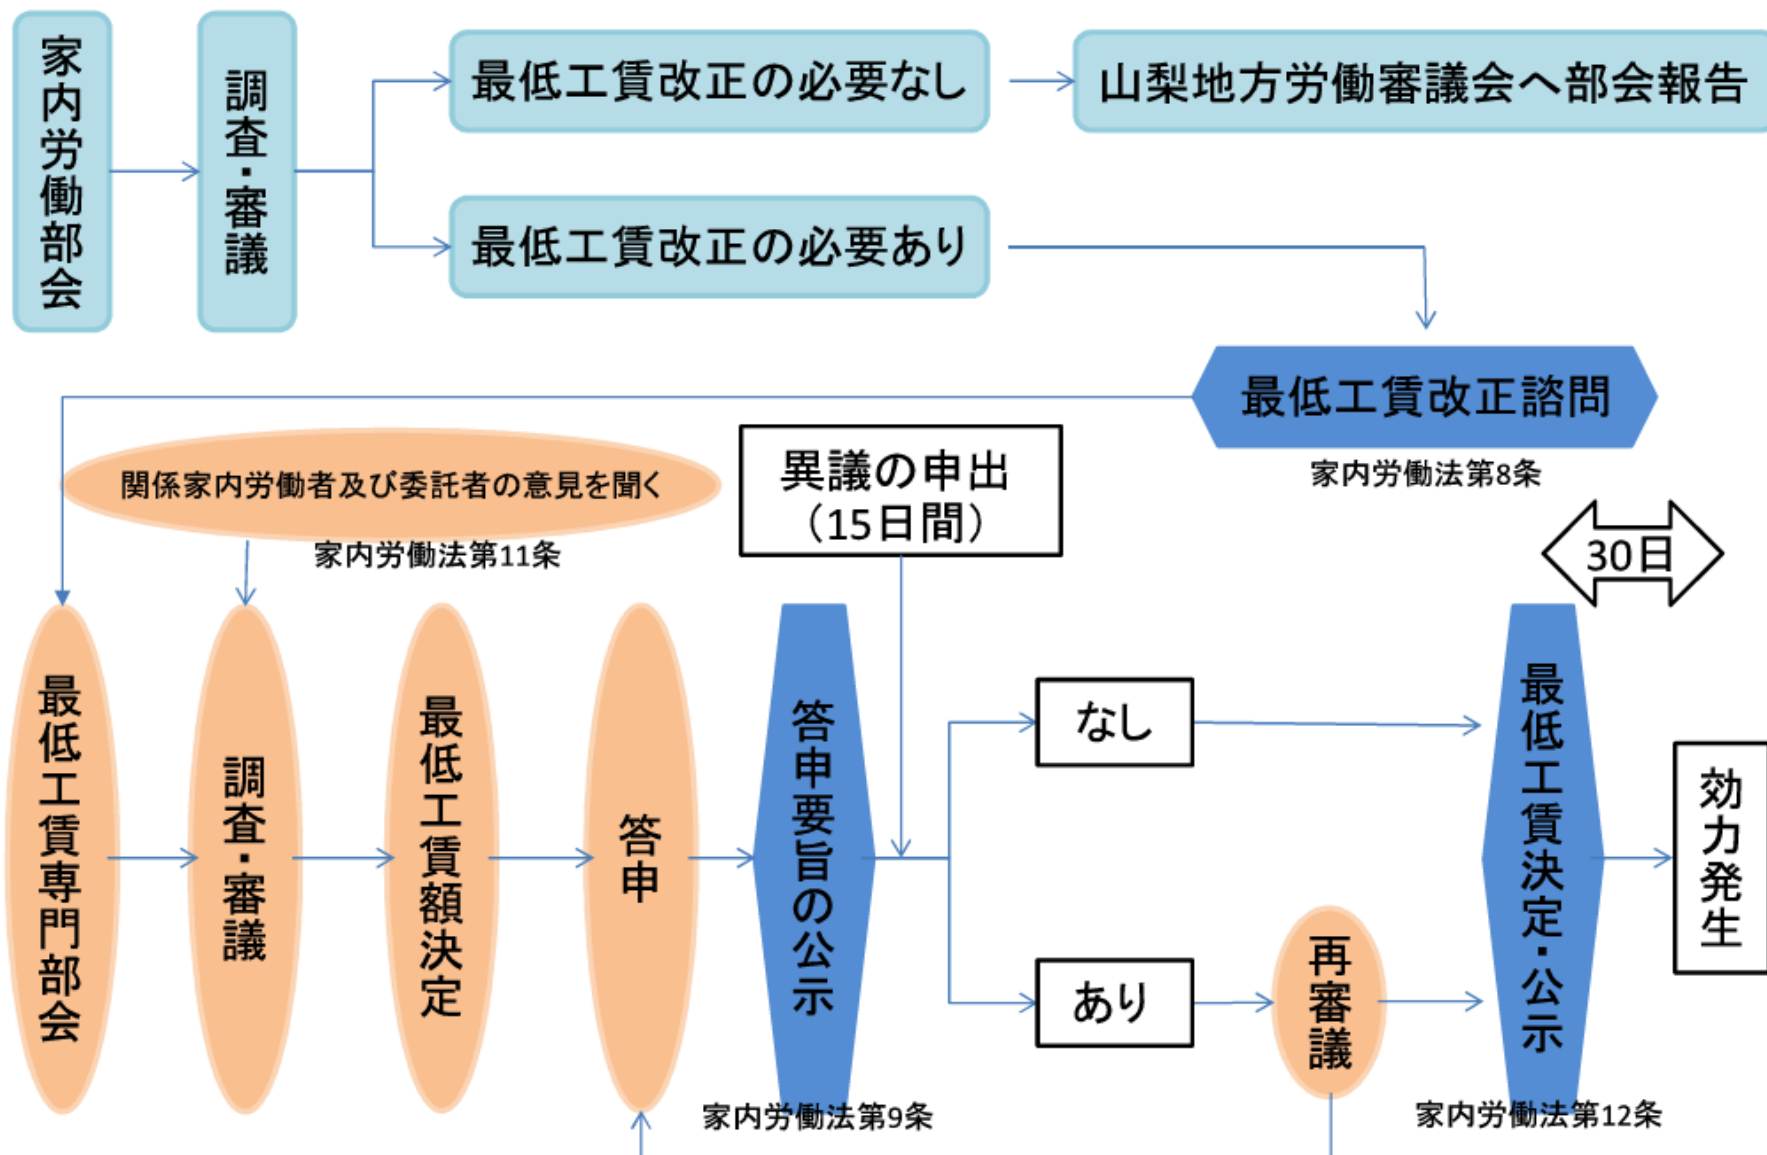 家内労働部会
調査・審議
最低工賃改正の必要なし
山梨地方労働審議会へ部会報告
最低工賃改正の必要あり
最低工賃改正諮問
家内労働法第8条
関係家内労働者及び委託者の意見を聞く
家内労働法第11条
異議の申出
（15日間）
30日
最低工賃専門部会
調査・審議
最低工賃額決定
答申
答申要旨の公示
家内労働法第9条
なし
あり
再審議
最低工賃決定・公示
家内労働法第12条
効力発生